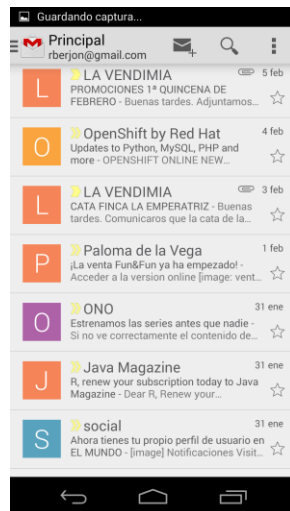 Guardando captura...
Principal
rberjon@gmail.com
L
LA VENDIMIA
5 feb
PROMOCIONES 1ª QUINCENA DE
FEBRERO - Buenas tardes. Adjuntamos...
O
OpenShift by Red Hat
4 feb
Updates to Python, MySQL, PHP and
more - OPENSHIFT ONLINE NEW...
L
LA VENDIMIA
3 feb
CATA FINCA LA EMPERATRIZ - Buenas
tardes. Comunicaros que la cata de la...
P
Paloma de la Vega
1 feb
¡La venta Fun&Fun ya ha empezado! -
Acceder a la version online [image: vent...
O
ONO
31 ene
Estrenamos las series antes que nadie -
Si no ve correctamente el contenido de...
J
Java Magazine
31 ene
R, renew your subscription today to Java
Magazine - Dear R, Renew your...
S
social
31 ene
Ahora tienes tu propio perfil de usuario en
EL MUNDO - [image] Notificaciones Visit...